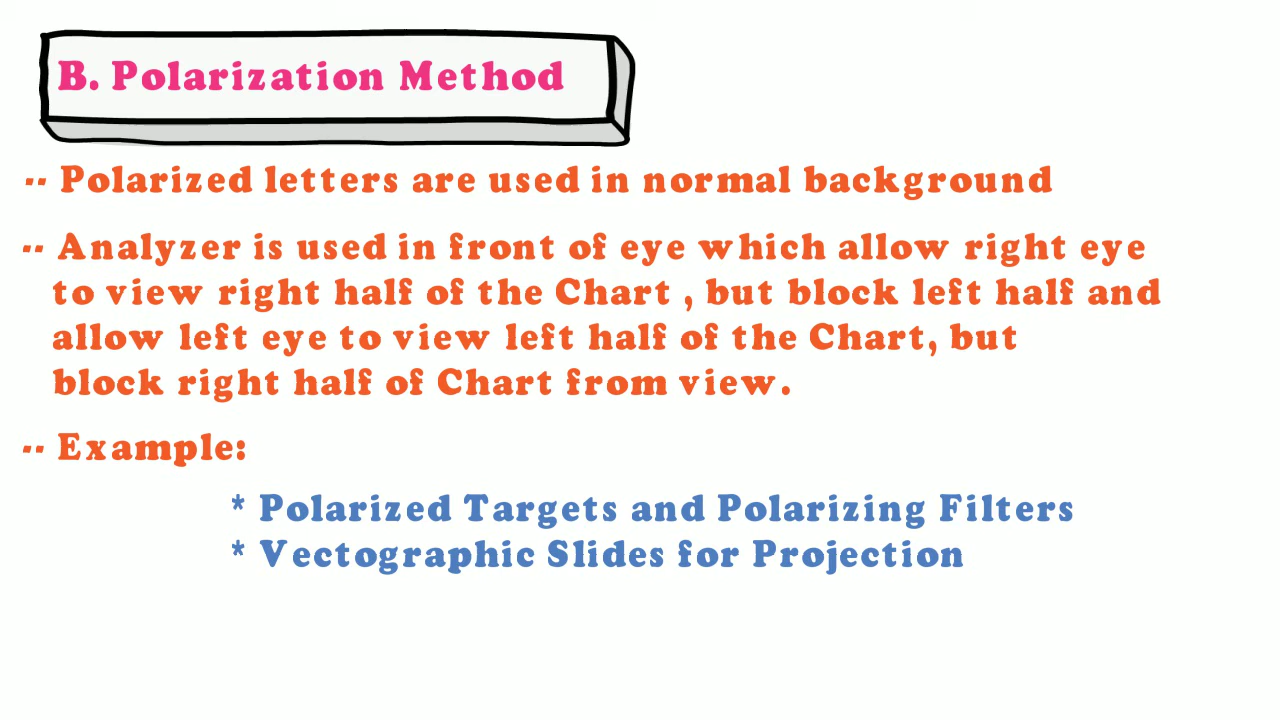 B. Polarization Method
-- Polarized letters are used in normal background
-- Analyzer is used in front of eye which allow right eye
to view right half of the Chart , but block left half and
allow left eye to view left half of the Chart, but
block right half of Chart from view.
-- Example:
* Polarized Targets and Polarizing Filters
* Vectographic Slides for Projection